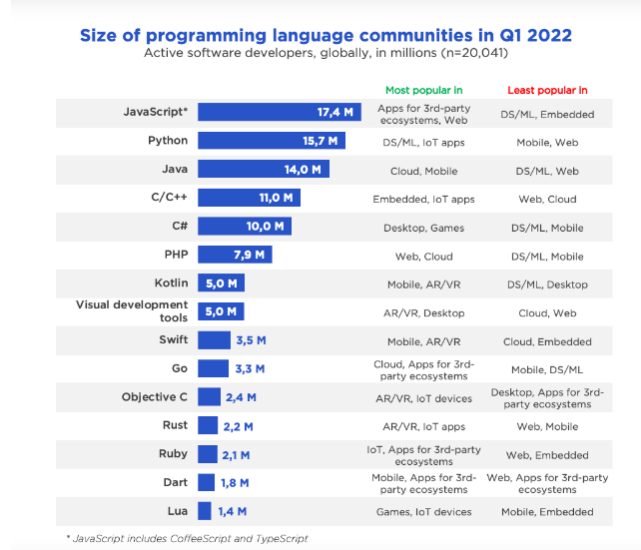 Size of programming language communities in Q1 2022
Active software developers, globally, in millions (n=20,041)
Most popular in Least popular in
JavaScript* 17,4 M Apps for 3rd-party ecosystems, Web DS/ML, Embedded
Python 15,7 M DS/ML, IoT apps Mobile, Web
Java 14,0 M Cloud, Mobile DS/ML, Web
C/C++ 11,0 M Embedded, IoT apps Web, Cloud
C# 10,0 M Desktop, Games DS/ML, Mobile
PHP 7,9 M Web, Cloud DS/ML, Mobile
Kotlin 5,0 M Mobile, AR/VR DS/ML, Desktop
Visual development tools 5,0 M AR/VR, Desktop Cloud, Web
Swift 3,5 M Mobile, AR/VR Cloud, Embedded
Go 3,3 M Cloud, Apps for 3rd-party ecosystems Mobile, DS/ML
Objective C 2,4 M AR/VR, IoT devices Desktop, Apps for 3rd-party ecosystems
Rust 2,2 M AR/VR, IoT apps Web, Mobile
Ruby 2,1 M IoT, Apps for 3rd-party ecosystems Web, Embedded
Dart 1,8 M Mobile, Apps for 3rd-party ecosystems Web, Apps for 3rd-party ecosystems
Lua 1,4 M Games, IoT devices Mobile, Embedded
* JavaScript includes CoffeeScript and TypeScript